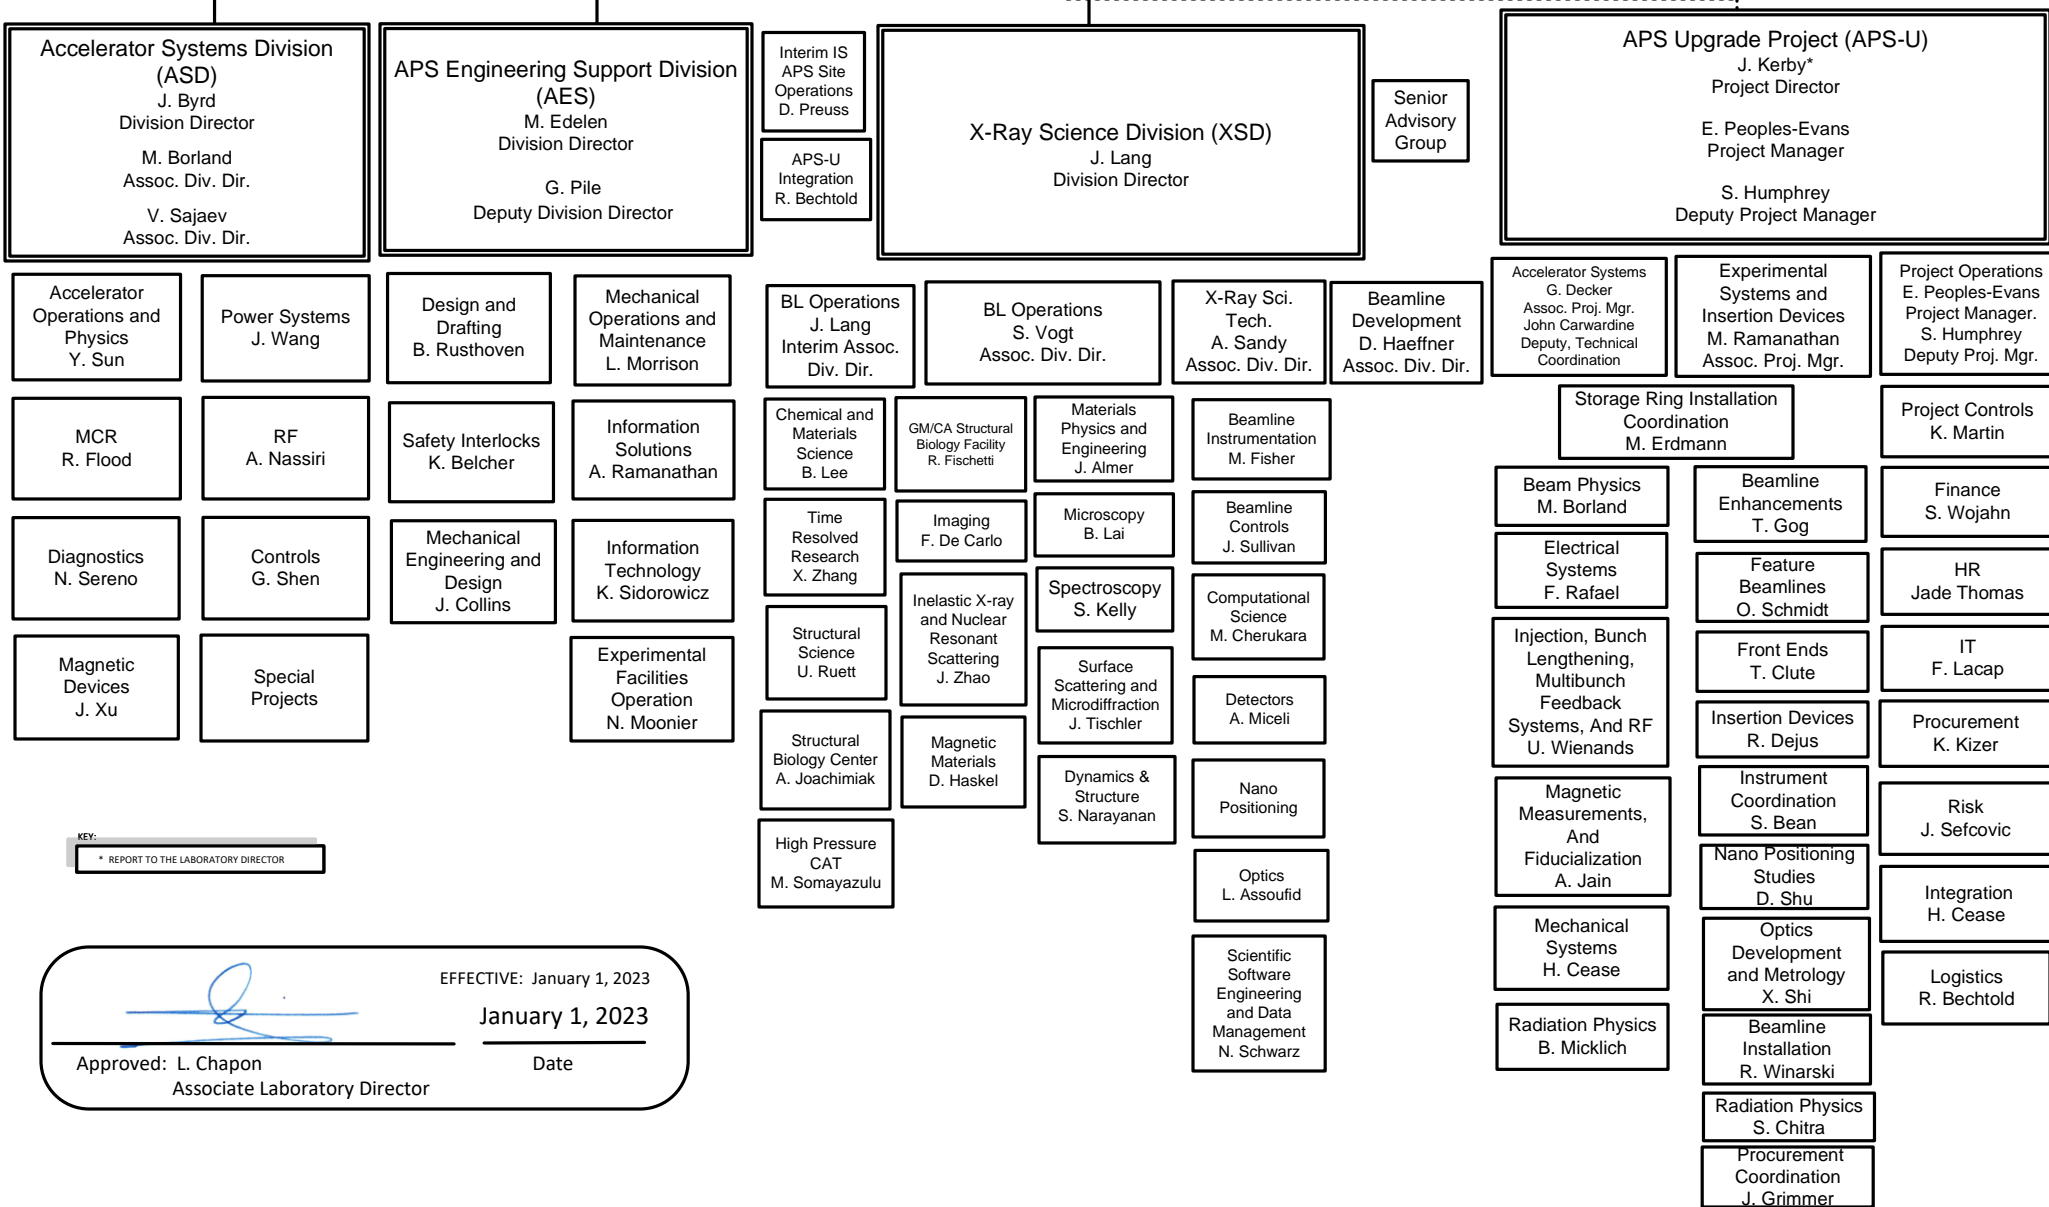 Accelerator Systems Division
(ASD)
J. Byrd
Division Director
M. Borland
Assoc. Div. Dir.
V. Sajaev
Assoc. Div. Dir.
APS Engineering Support Division
(AES)
M. Edelen
Division Director
G. Pile
Deputy Division Director
Interim IS
APS Site
Operations
D. Preuss
APS-U
Integration
R. Bechtold
X-Ray Science Division (XSD)
J. Lang
Division Director
Senior
Advisory
Group
APS Upgrade Project (APS-U)
J. Kerby*
Project Director
E. Peoples-Evans
Project Manager
S. Humphrey
Deputy Project Manager
Accelerator
Operations and
Physics
Y. Sun
Power Systems
J. Wang
MCR
R. Flood
RF
A. Nassiri
Diagnostics
N. Sereno
Controls
G. Shen
Magnetic
Devices
J. Xu
Special
Projects
Design and
Drafting
B. Rusthoven
Mechanical
Operations and
Maintenance
L. Morrison
Safety Interlocks
K. Belcher
Information
Solutions
A. Ramanathan
Mechanical
Engineering and
Design
J. Collins
Information
Technology
K. Sidorowicz
Experimental
Facilities
Operation
N. Moonier
BL Operations
J. Lang
Interim Assoc.
Div. Dir.
BL Operations
S. Vogt
Assoc. Div. Dir.
X-Ray Sci.
Tech.
A. Sandy
Assoc. Div. Dir.
Beamline
Development
D. Haeffner
Assoc. Div. Dir.
Chemical and
Materials
Science
B. Lee
Time
Resolved
Research
X. Zhang
Structural
Science
U. Ruett
Structural
Biology Center
A. Joachimiak
High Pressure
CAT
M. Somayazulu
GM/CA Structural
Biology Facility
R. Fischetti
Imaging
F. De Carlo
Inelastic X-ray
and Nuclear
Resonant
Scattering
J. Zhao
Magnetic
Materials
D. Haskel
Materials
Physics and
Engineering
J. Almer
Microscopy
B. Lai
Spectroscopy
S. Kelly
Surface
Scattering and
Microdiffraction
J. Tischler
Dynamics &
Structure
S. Narayanan
Beamline
Instrumentation
M. Fisher
Beamline
Controls
J. Sullivan
Computational
Science
M. Cherukara
Detectors
A. Miceli
Nano
Positioning
Optics
L. Assoufid
Scientific
Software
Engineering
and Data
Management
N. Schwarz
Accelerator Systems
G. Decker
Assoc. Proj. Mgr.
John Carwardine
Deputy, Technical
Coordination
Experimental
Systems and
Insertion Devices
M. Ramanathan
Assoc. Proj. Mgr.
Project Operations
E. Peoples-Evans
Project Manager.
S. Humphrey
Deputy Proj. Mgr.
Storage Ring Installation
Coordination
M. Erdmann
Beam Physics
M. Borland
Electrical
Systems
F. Rafael
Injection, Bunch
Lengthening,
Multibunch
Feedback
Systems, And RF
U. Wienands
Magnetic
Measurements,
And
Fiducialization
A. Jain
Mechanical
Systems
H. Cease
Radiation Physics
B. Micklich
Beamline
Enhancements
T. Gog
Feature
Beamlines
O. Schmidt
Front Ends
T. Clute
Insertion Devices
R. Dejus
Instrument
Coordination
S. Bean
Nano Positioning
Studies
D. Shu
Optics
Development
and Metrology
X. Shi
Beamline
Installation
R. Winarski
Radiation Physics
S. Chitra
Procurement
Coordination
J. Grimmer
Project Controls
K. Martin
Finance
S. Wojahn
HR
Jade Thomas
IT
F. Lacap
Procurement
K. Kizer
Risk
J. Sefcovic
Integration
H. Cease
Logistics
R. Bechtold
KEY:
* REPORT TO THE LABORATORY DIRECTOR
EFFECTIVE: January 1, 2023
January 1, 2023
Approved: L. Chapon
Date
Associate Laboratory Director